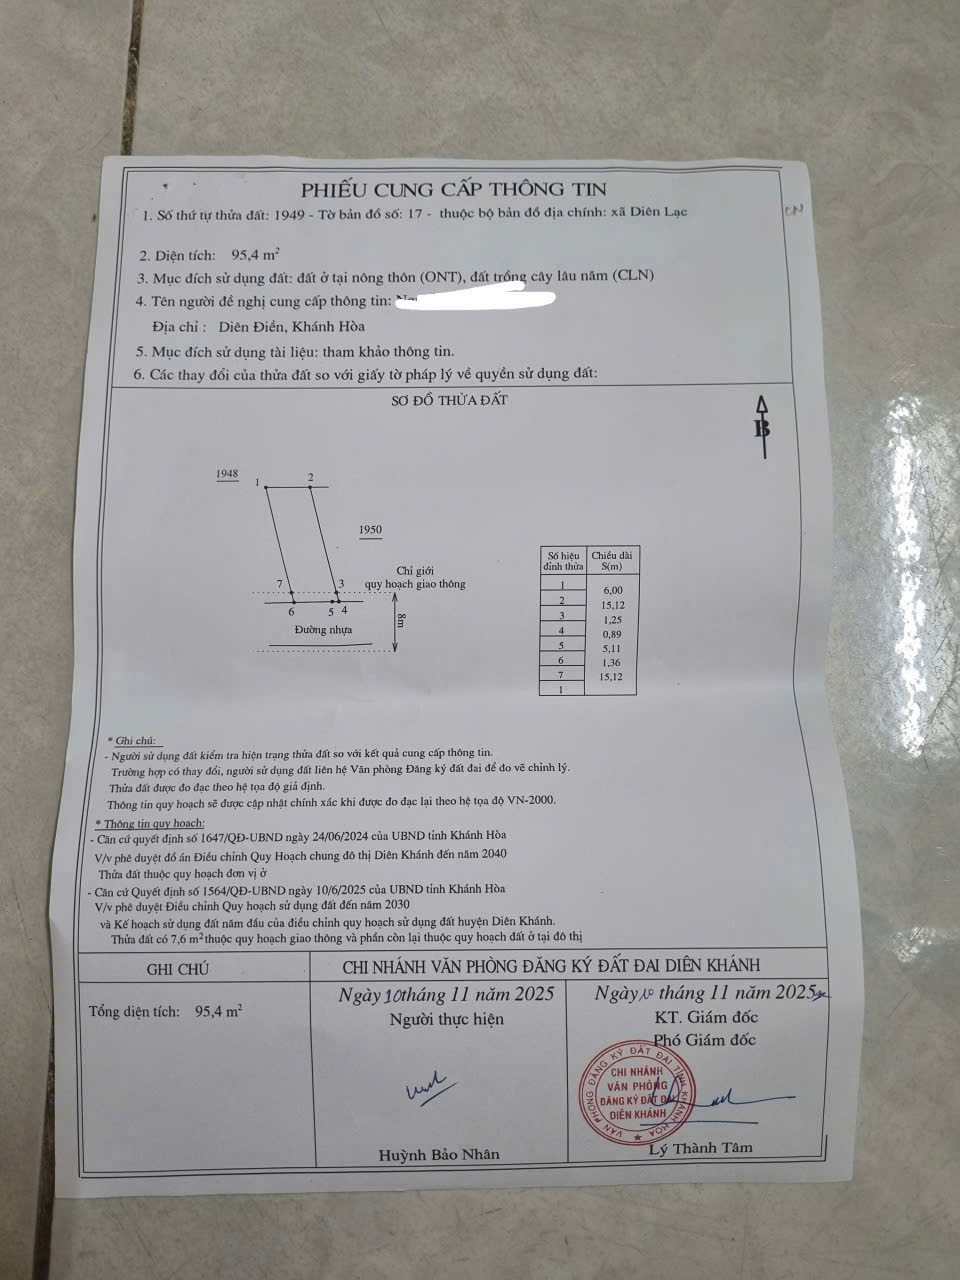 PHIẾU CUNG CẤP THÔNG TIN
1. Số thứ tự thửa đất: 1949 - Tờ bản đồ số: 17 - thuộc bộ bản đồ địa chính: xã Diên Lạc
CN
2. Diện tích: 95,4 m²
3. Mục đích sử dụng đất: đất ở tại nông thôn (ONT), đất trồng cây lâu năm (CLN)
4. Tên người đề nghị cung cấp thông tin:
Địa chỉ : Diên Điền, Khánh Hòa
5. Mục đích sử dụng tài liệu: tham khảo thông tin.
6. Các thay đổi của thửa đất so với giấy tờ pháp lý về quyền sử dụng đất:
SƠ ĐỒ THỬA ĐẤT
B
1948
1
2
1950
7
3
Chỉ giới
quy hoạch giao thông
6
5 4
8m
Đường nhựa
Số hiệu đỉnh thửa Chiều dài S(m)
1
6,00
2
15,12
3
1,25
4
0,89
5
5,11
6
1,36
7
15,12
1
* Ghi chú:
- Người sử dụng đất kiểm tra hiện trạng thửa đất so với kết quả cung cấp thông tin.
Trường hợp có thay đổi, người sử dụng đất liên hệ Văn phòng Đăng ký đất đai để đo vẽ chỉnh lý.
Thửa đất được đo đạc theo hệ tọa độ giả định.
Thông tin quy hoạch sẽ được cập nhật chính xác khi được đo đạc lại theo hệ tọa độ VN-2000.
* Thông tin quy hoạch:
- Căn cứ quyết định số 1647/QĐ-UBND ngày 24/06/2024 của UBND tỉnh Khánh Hòa
V/v phê duyệt đồ án Điều chỉnh Quy Hoạch chung đô thị Diên Khánh đến năm 2040
Thửa đất thuộc quy hoạch đơn vị ở
- Căn cứ Quyết định số 1564/QĐ-UBND ngày 10/6/2025 của UBND tỉnh Khánh Hòa
V/v phê duyệt Điều chỉnh Quy hoạch sử dụng đất đến năm 2030
và Kế hoạch sử dụng đất năm đầu của điều chỉnh quy hoạch sử dụng đất huyện Diên Khánh.
Thửa đất có 7,6 m² thuộc quy hoạch giao thông và phần còn lại thuộc quy hoạch đất ở tại đô thị
GHI CHÚ
CHI NHÁNH VĂN PHÒNG ĐĂNG KÝ ĐẤT ĐAI DIÊN KHÁNH
Tổng diện tích: 95,4 m²
Ngày 10 tháng 11 năm 2025
Người thực hiện
Huỳnh Bảo Nhân
Ngày 10 tháng 11 năm 2025
KT. Giám đốc
Phó Giám đốc
VĂN PHÒNG ĐĂNG KÝ ĐẤT ĐAI TỈNH KHÁNH HÒA
CHI NHÁNH
VĂN PHÒNG
ĐĂNG KÝ ĐẤT ĐAI
DIÊN KHÁNH
Lý Thành Tâm